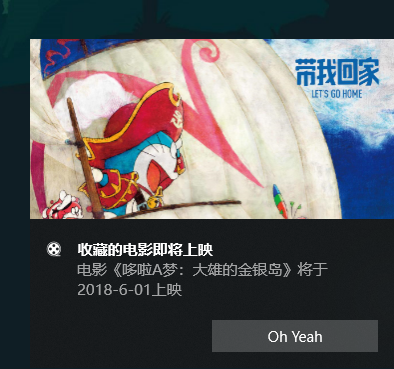 带我回家
LET'S GO HOME
收藏的电影即将上映
电影《哆啦A梦：大雄的金银岛》将于
2018-6-01上映
Oh Yeah